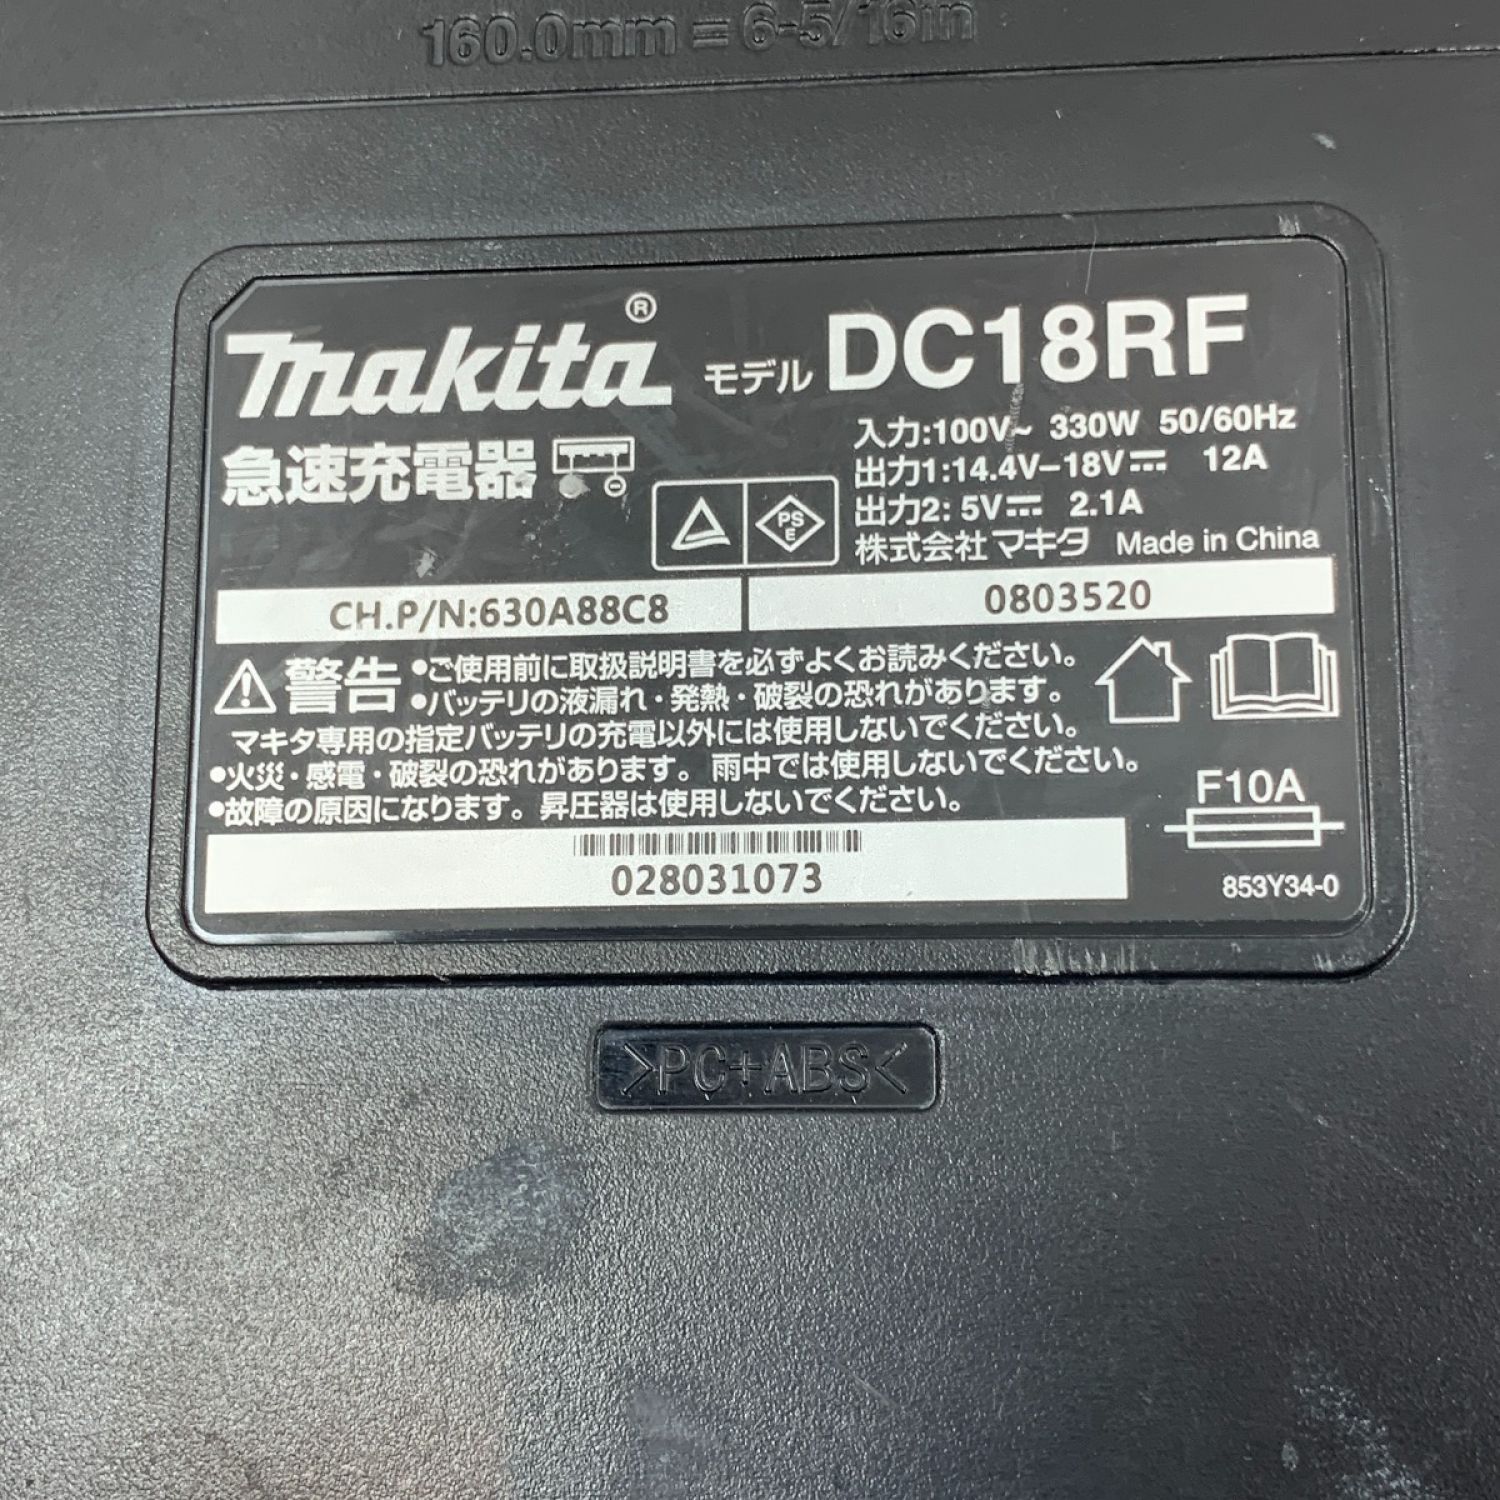 160.0mm = 6-5/16in
makita® モデル DC18RF
急速充電器
入力:100V~ 330W 50/60Hz
出力1:14.4V-18V⎓ 12A
出力2: 5V⎓ 2.1A
株式会社マキタ Made in China
PS
E
CH.P/N:630A88C8
0803520
警告 •ご使用前に取扱説明書を必ずよくお読みください。
•バッテリの液漏れ・発熱・破裂の恐れがあります。
マキタ専用の指定バッテリの充電以外には使用しないでください。
•火災・感電・破裂の恐れがあります。雨中では使用しないでください。
•故障の原因になります。昇圧器は使用しないでください。
F10A
028031073
853Y34-0
>PC+ABS<